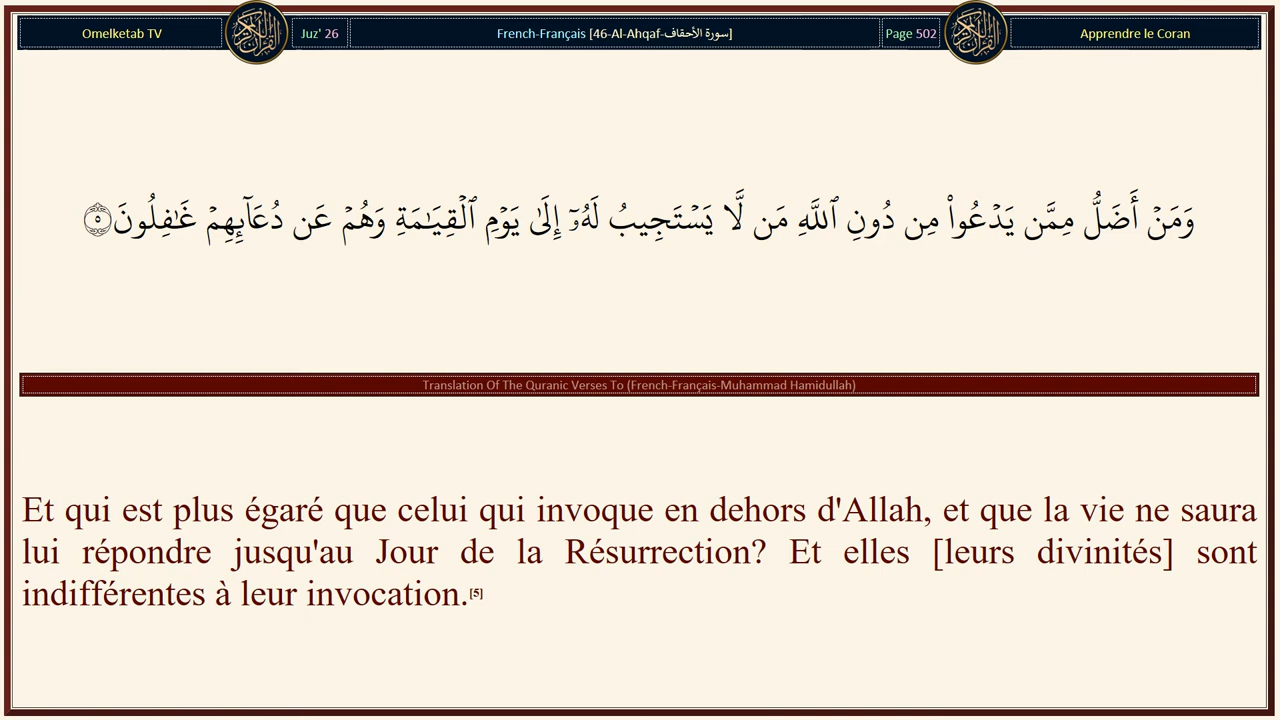 Omelketab TV
Juz' 26
French-Français [46-Al-Ahqaf-سورة الأحقاف]
Page 502
Apprendre le Coran
وَمَنۡ أَضَلُّ مِمَّن يَدۡعُواْ مِن دُونِ ٱللَّهِ مَن لَّا يَسۡتَجِيبُ لَهُۥٓ إِلَىٰ يَوۡمِ ٱلۡقِيَٰمَةِ وَهُمۡ عَن دُعَآئِهِمۡ غَٰفِلُونَ ٥
Translation Of The Quranic Verses To (French-Français-Muhammad Hamidullah)
Et qui est plus égaré que celui qui invoque en dehors d'Allah, et que la vie ne saura
lui répondre jusqu'au Jour de la Résurrection? Et elles [leurs divinités] sont
indifférentes à leur invocation.[5]